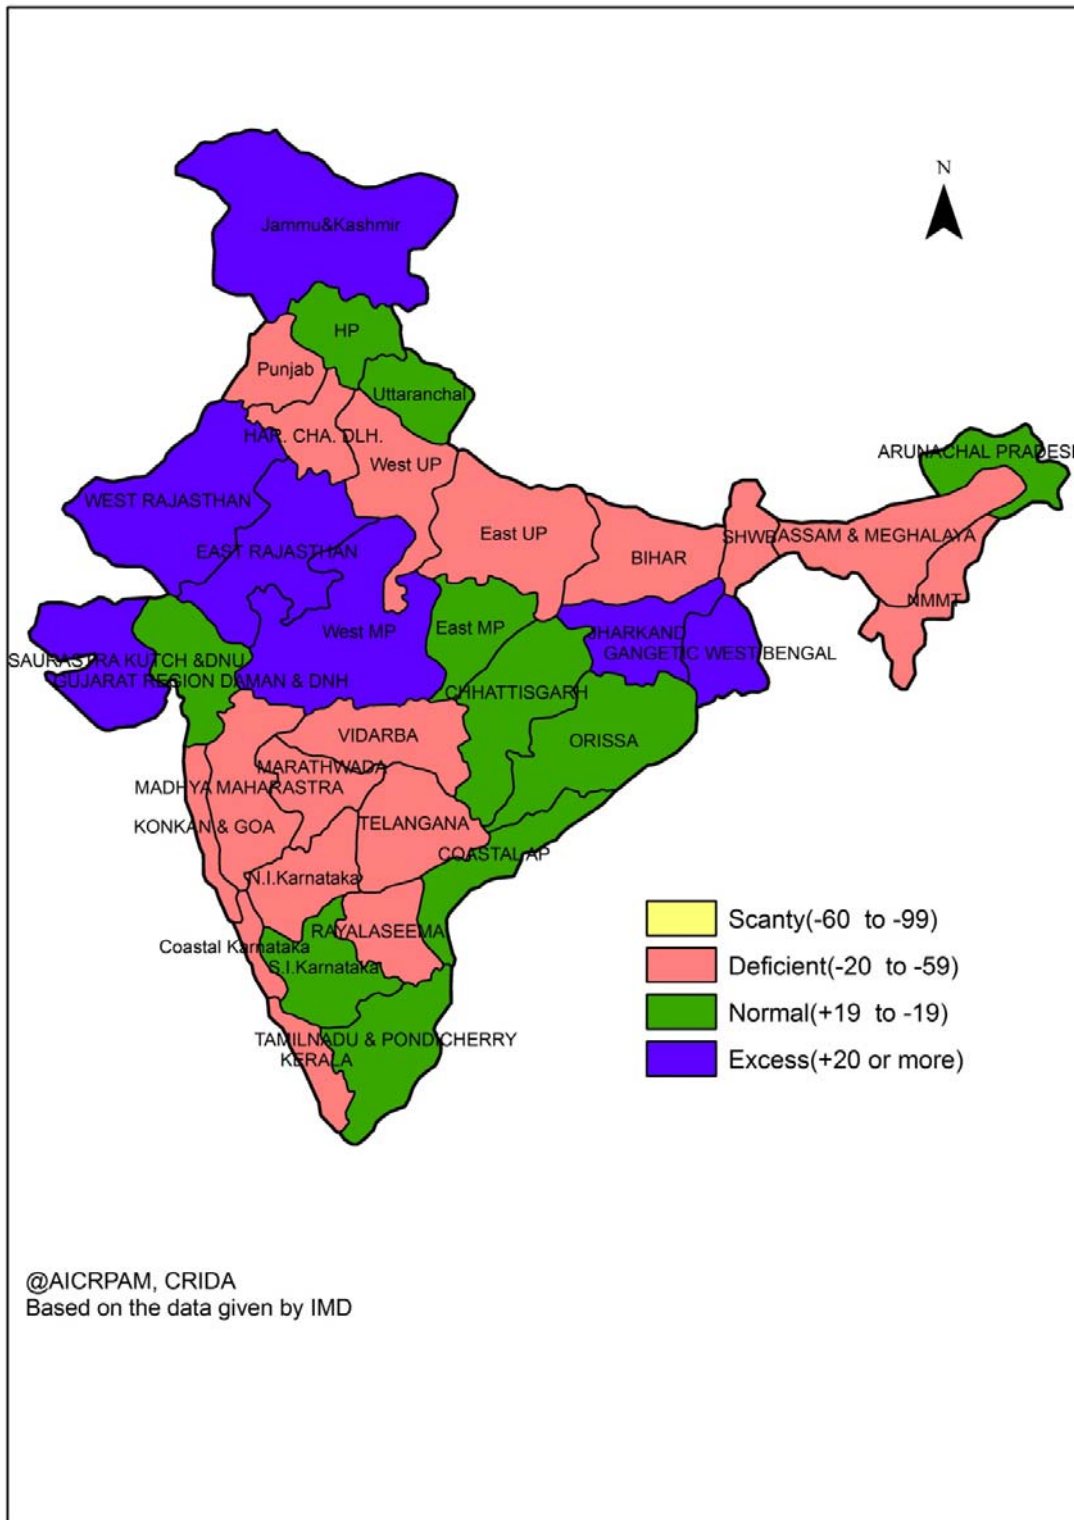 N
Jammu&Kashmir
HP
Punjab
Uttaranchal
HAR. CHA. DLH.
West UP
ARUNACHAL PRADESH
WEST RAJASTHAN
EAST RAJASTHAN
East UP
SHWB
ASSAM & MEGHALAYA
BIHAR
NMMT
West MP
East MP
JHARKAND
GANGETIC WEST BENGAL
SAURASTRA KUTCH &DNU
GUJARAT REGION DAMAN & DNH
CHHATTISGARH
ORISSA
VIDARBA
MARATHWADA
MADHYA MAHARASTRA
KONKAN & GOA
TELANGANA
COASTAL AP
N.I.Karnataka
RAYALASEEMA
Coastal Karnataka
S.I.Karnataka
TAMILNADU & PONDICHERRY
KERALA
Scanty(-60 to -99)
Deficient(-20 to -59)
Normal(+19 to -19)
Excess(+20 or more)
@AICRPAM, CRIDA
Based on the data given by IMD